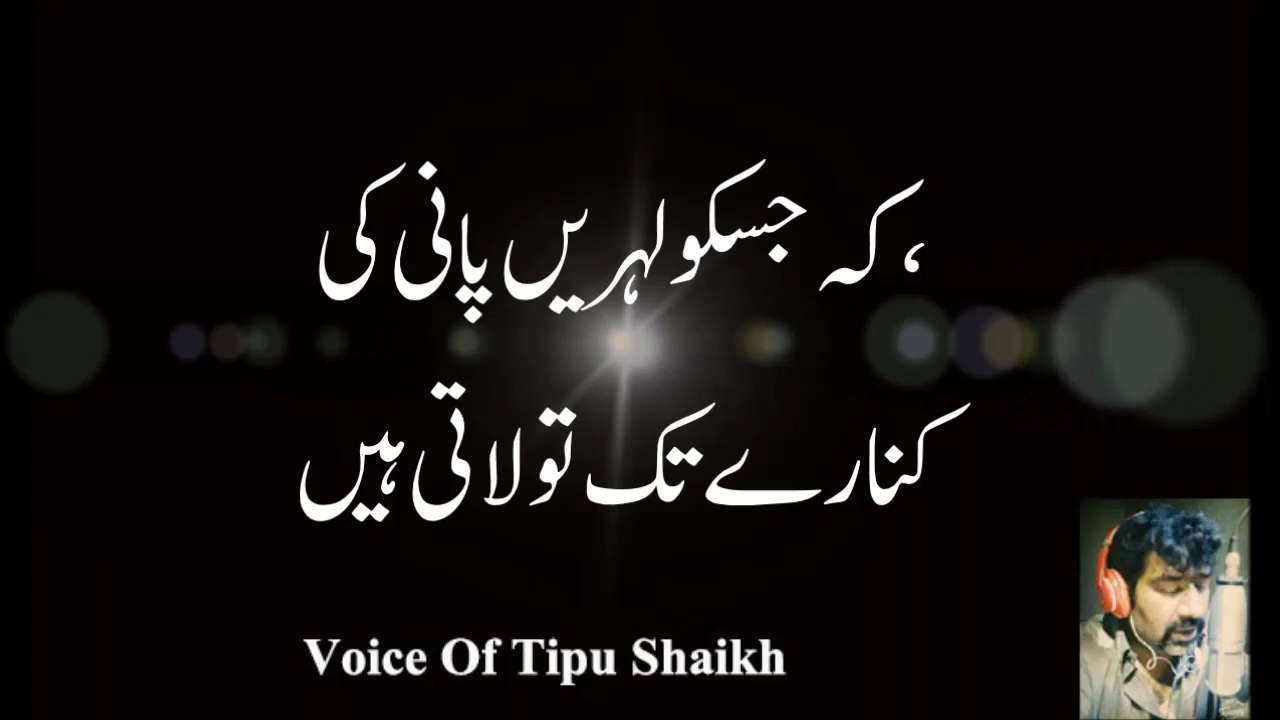 ، کہ جسکو لہریں پانی کی
کنارے تک تو لاتی ہیں
Voice Of Tipu Shaikh